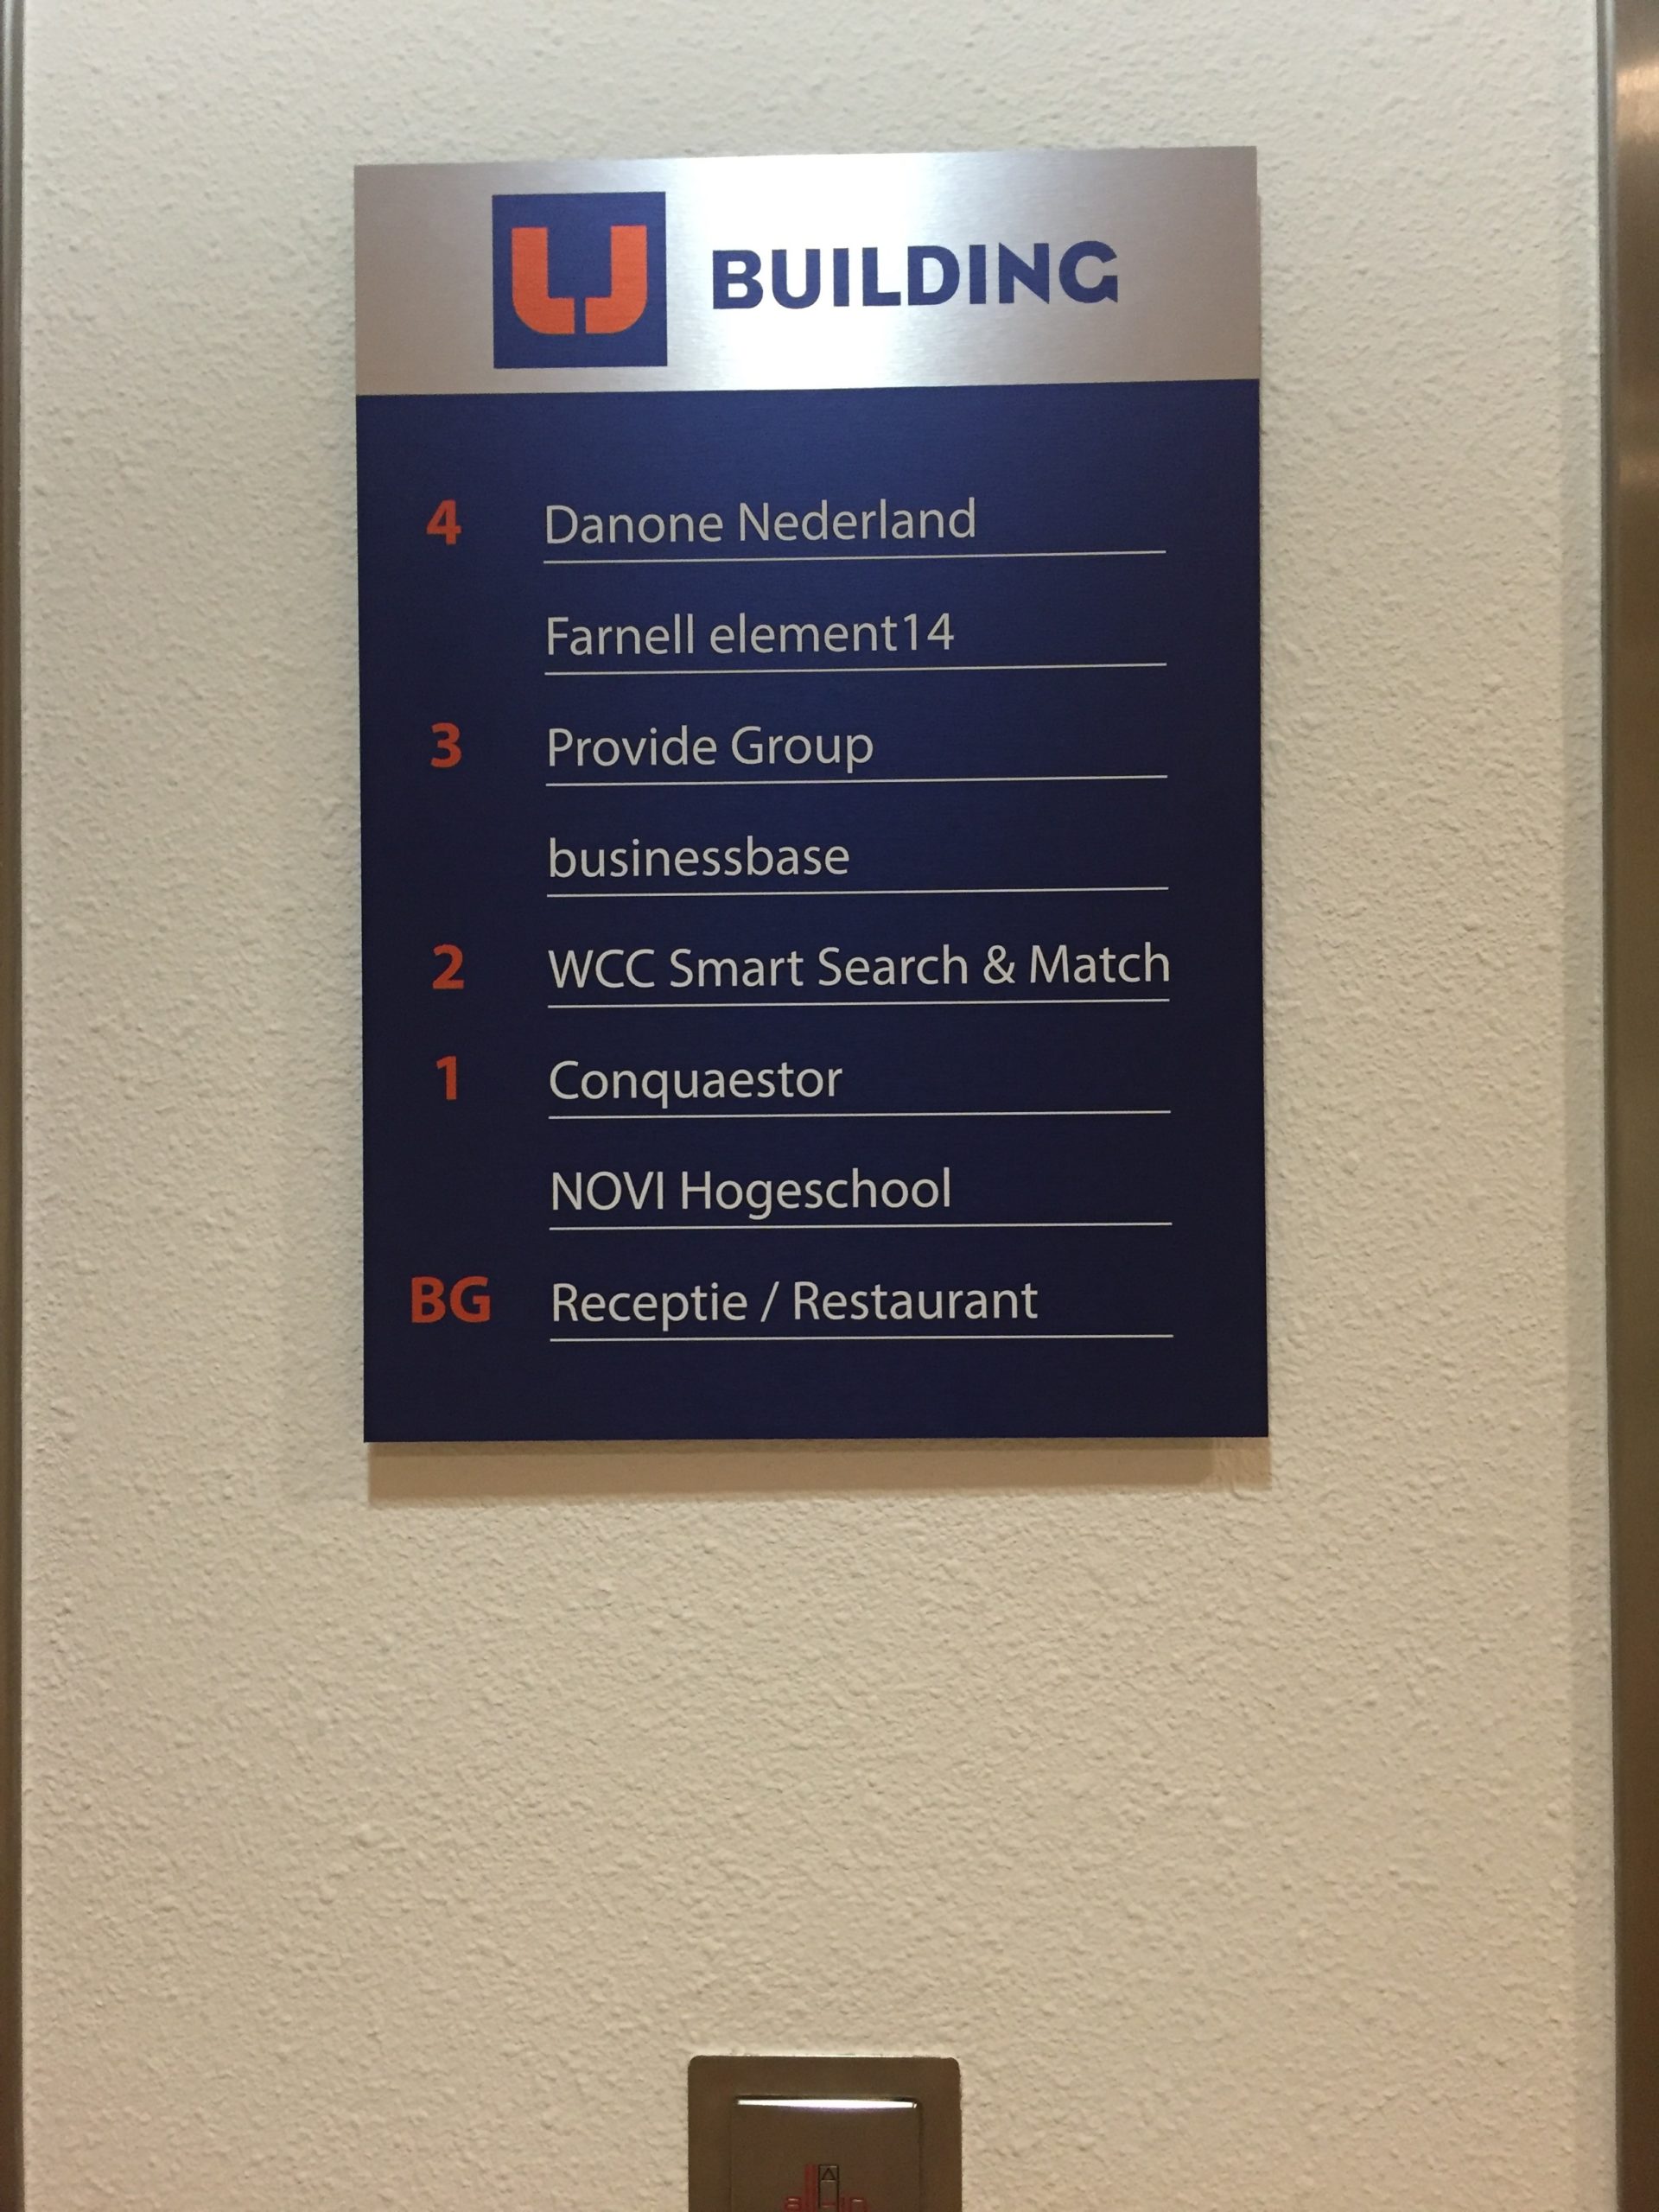 U BUILDING
4 Danone Nederland
Farnell element14
3 Provide Group
businessbase
2 WCC Smart Search & Match
1 Conquaestor
NOVI Hogeschool
BG Receptie / Restaurant